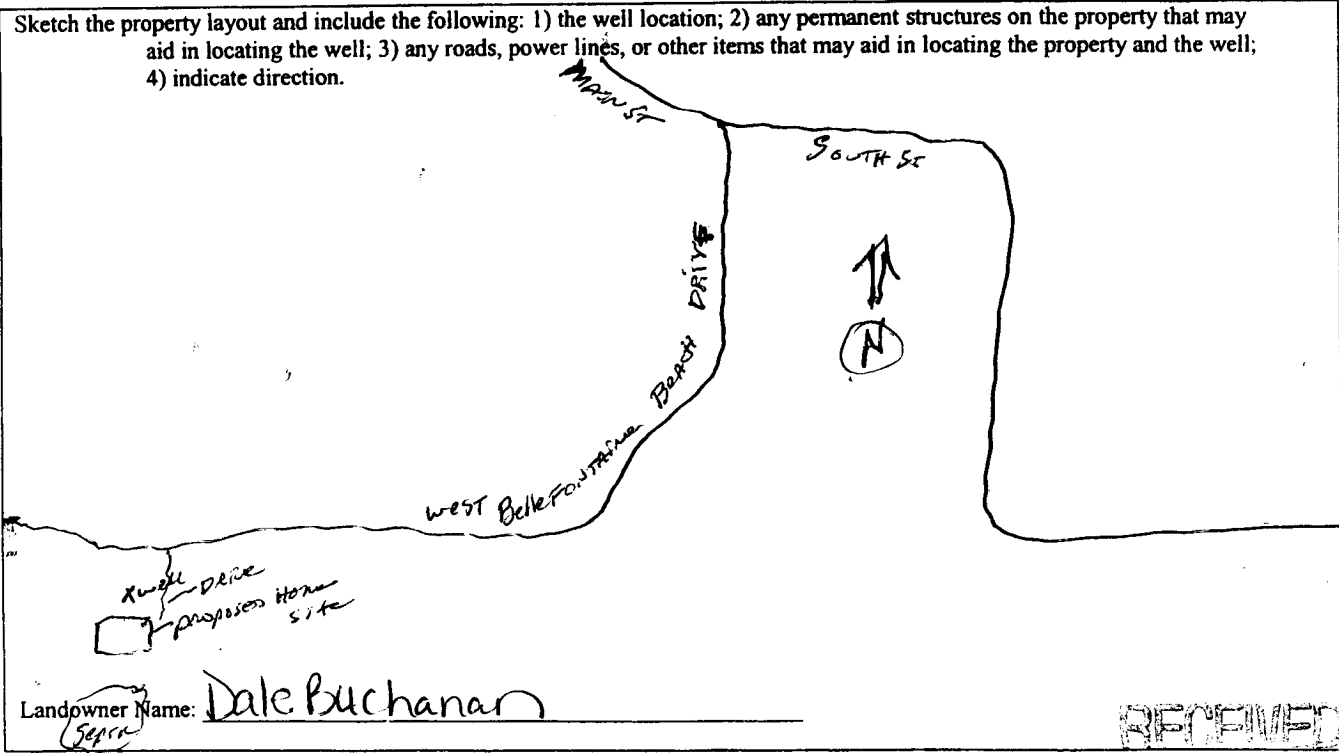 Sketch the property layout and include the following: 1) the well location; 2) any permanent structures on the property that may
aid in locating the well; 3) any roads, power lines, or other items that may aid in locating the property and the well;
4) indicate direction.
MAIN ST
SOUTH ST
N
WEST BelleFONTAINE BEACH DRIVE
X well
DRIVE
proposed Home
site
Landowner Name: Dale Buchanan
RECEIVED